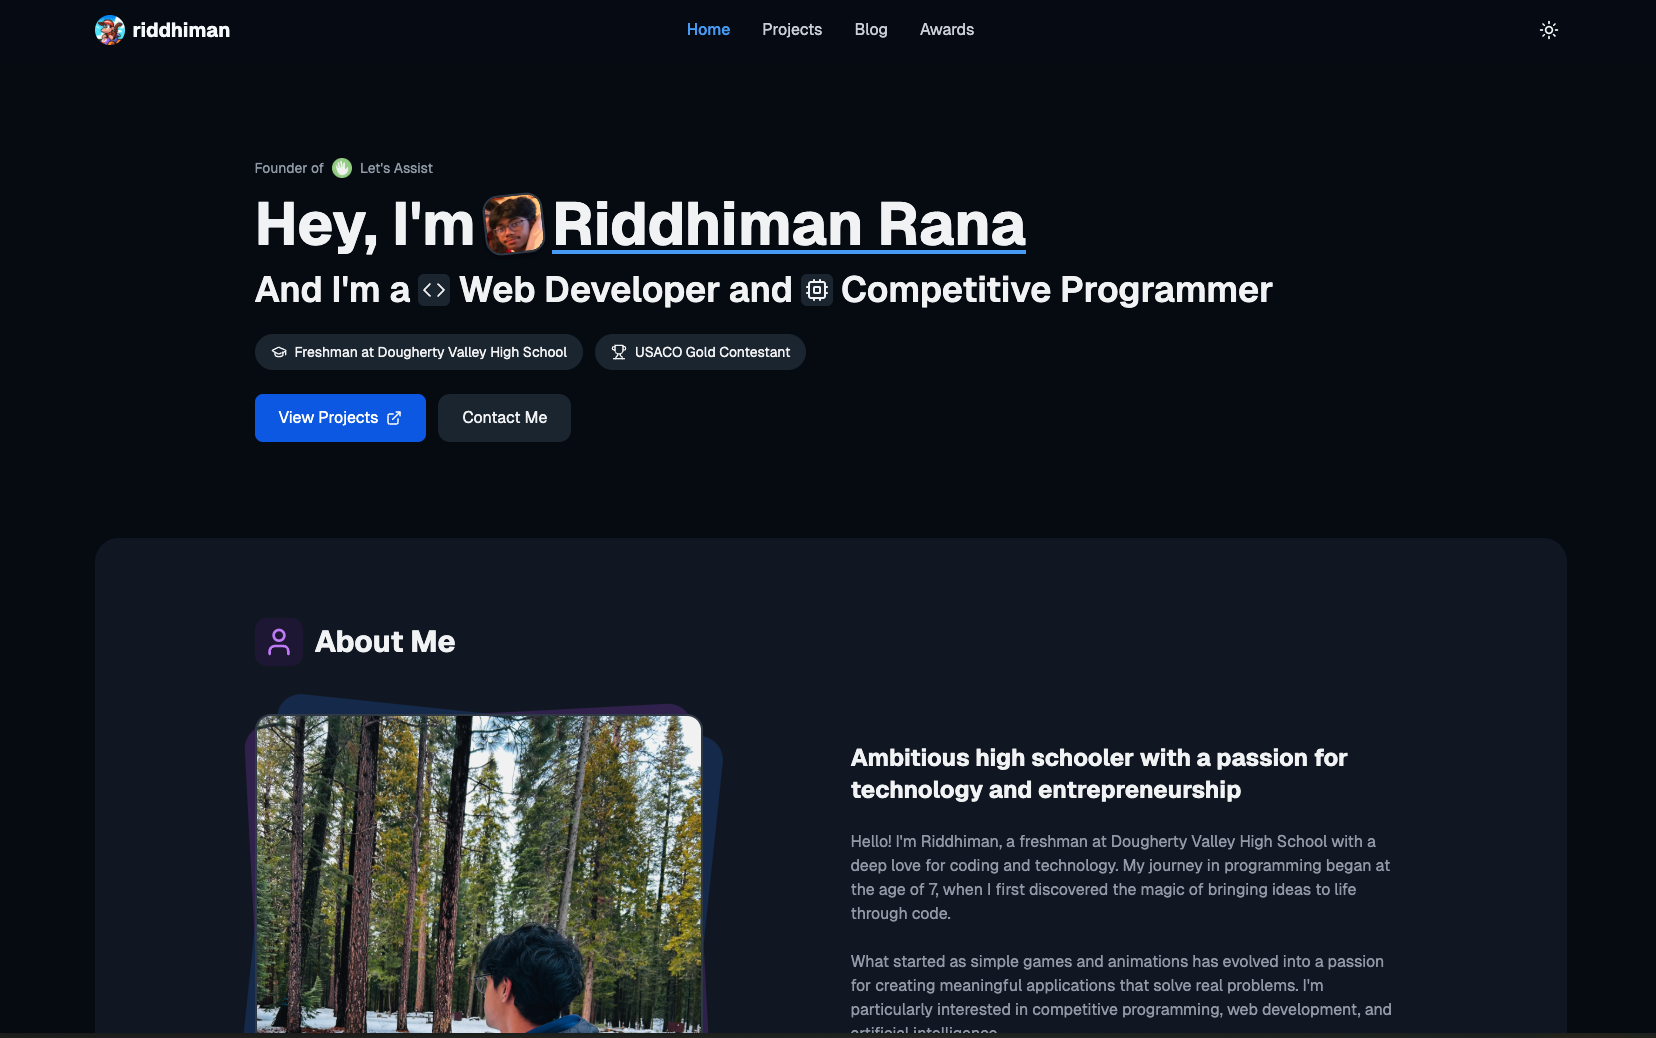 riddhiman
Home Projects Blog Awards
Founder of Let's Assist
Hey, I'm Riddhiman Rana
And I'm a Web Developer and Competitive Programmer
Freshman at Dougherty Valley High School
USACO Gold Contestant
View Projects
Contact Me
About Me
Ambitious high schooler with a passion for
technology and entrepreneurship
Hello! I'm Riddhiman, a freshman at Dougherty Valley High School with a
deep love for coding and technology. My journey in programming began at
the age of 7, when I first discovered the magic of bringing ideas to life
through code.
What started as simple games and animations has evolved into a passion
for creating meaningful applications that solve real problems. I'm
particularly interested in competitive programming, web development, and
artificial intelligence.